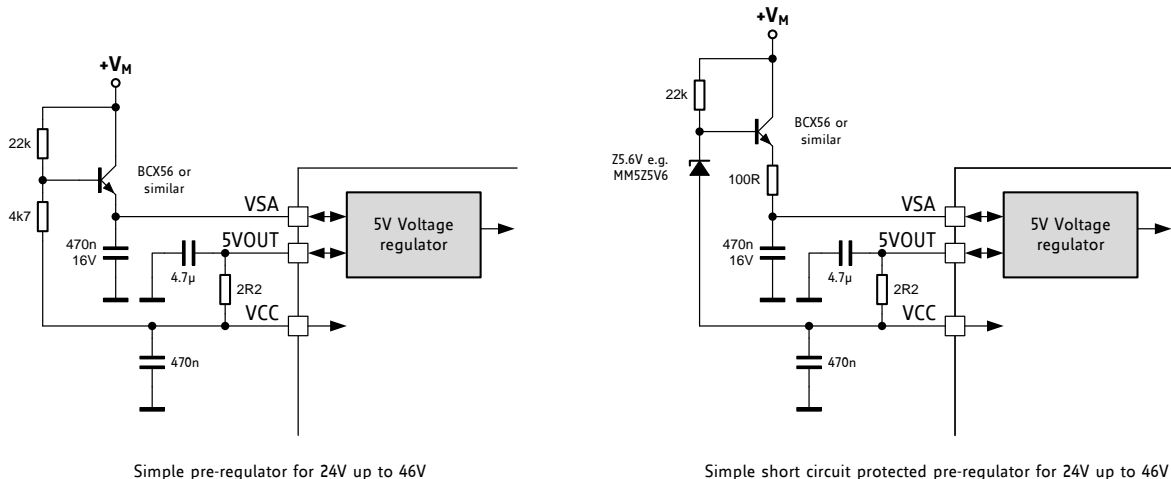 +VM
22k
BCX56 or
similar
4k7
VSA
470n
16V
5VOUT
4.7µ
2R2
VCC
470n
5V Voltage
regulator
Simple pre-regulator for 24V up to 46V
+VM
22k
BCX56 or
similar
Z5.6V e.g.
MM5Z5V6
100R
VSA
470n
16V
5VOUT
4.7µ
2R2
VCC
470n
5V Voltage
regulator
Simple short circuit protected pre-regulator for 24V up to 46V